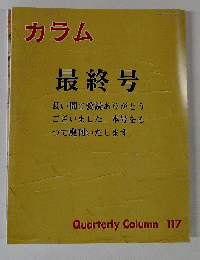 カラム
最終号
長い間ご愛読ありがとう
ございました 本号をも
って廃刊いたします。
Quarterly Column 117